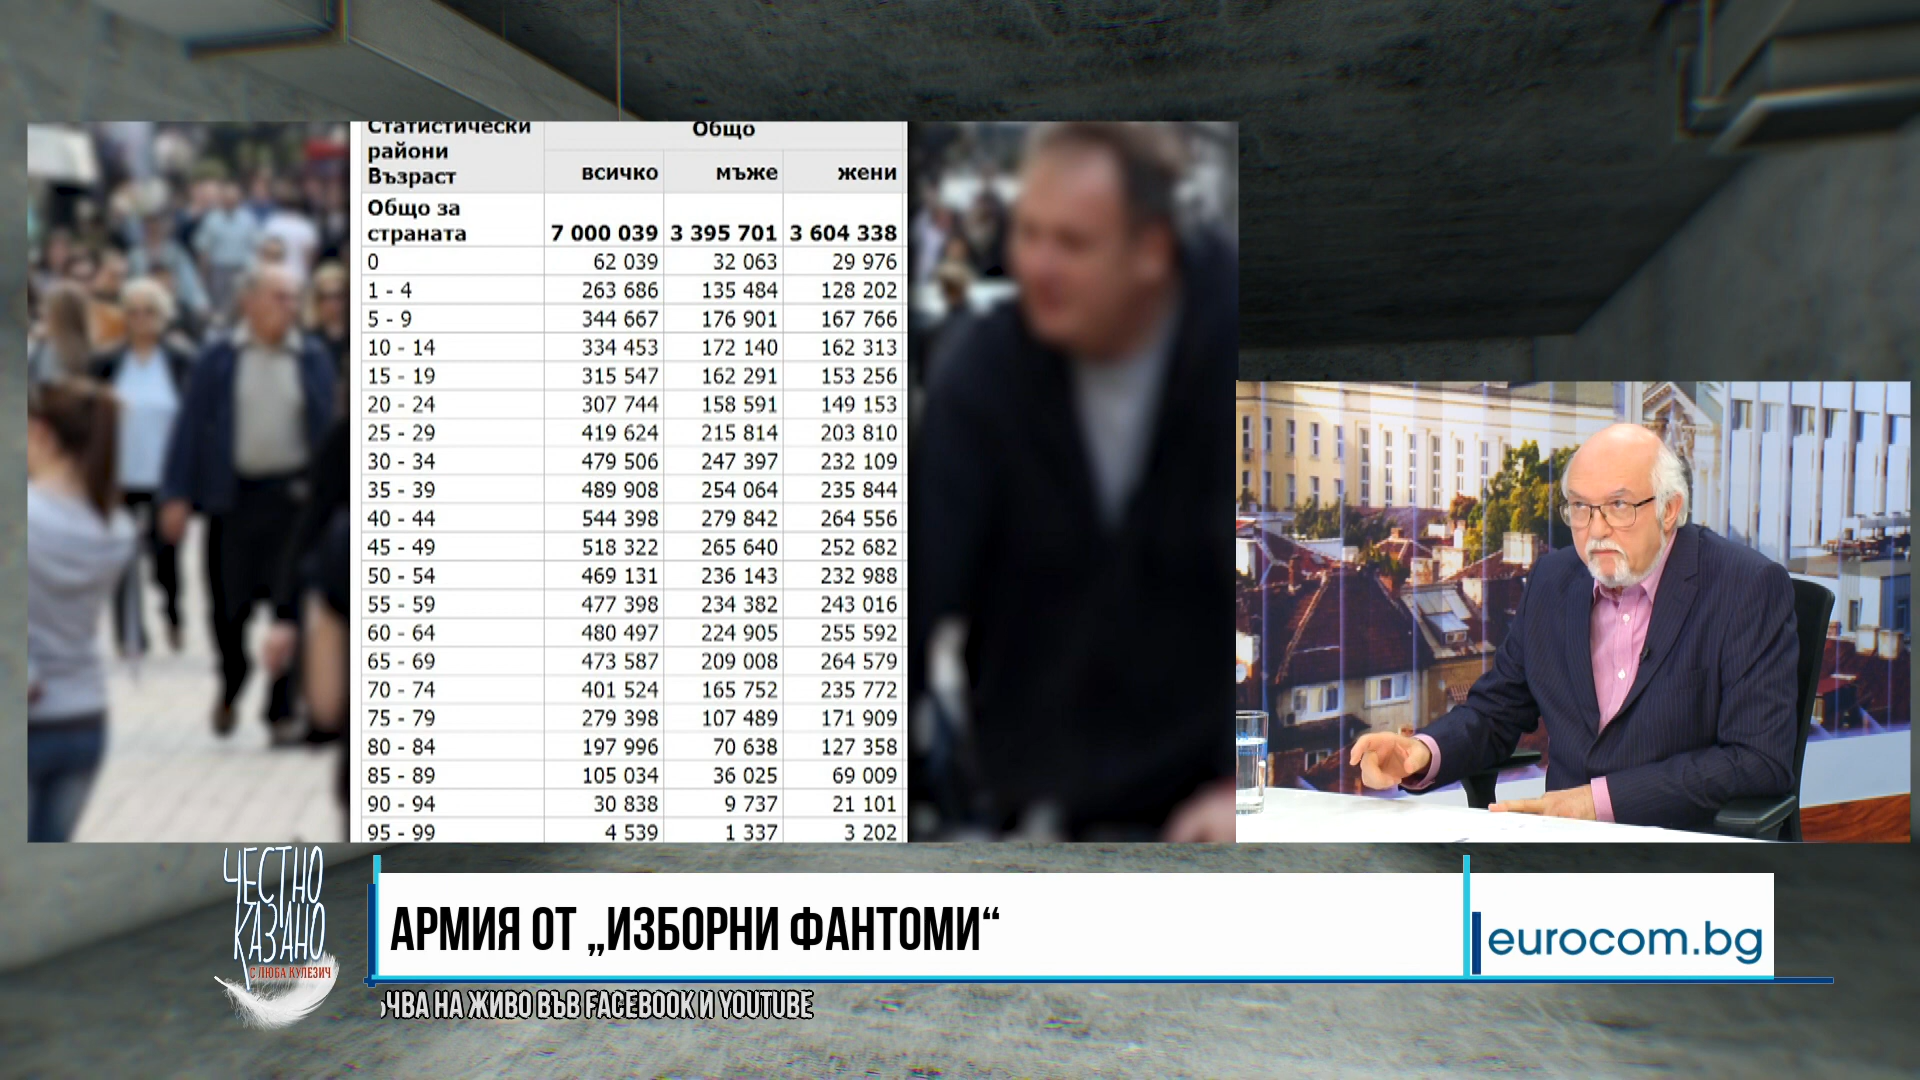 Статистически Общо
райони
Възраст всичко мъже жени
Общо за
страната 7 000 039 3 395 701 3 604 338
0 62 039 32 063 29 976
1 - 4 263 686 135 484 128 202
5 - 9 344 667 176 901 167 766
10 - 14 334 453 172 140 162 313
15 - 19 315 547 162 291 153 256
20 - 24 307 744 158 591 149 153
25 - 29 419 624 215 814 203 810
30 - 34 479 506 247 397 232 109
35 - 39 489 908 254 064 235 844
40 - 44 544 398 279 842 264 556
45 - 49 518 322 265 640 252 682
50 - 54 469 131 236 143 232 988
55 - 59 477 398 234 382 243 016
60 - 64 480 497 224 905 255 592
65 - 69 473 587 209 008 264 579
70 - 74 401 524 165 752 235 772
75 - 79 279 398 107 489 171 909
80 - 84 197 996 70 638 127 358
85 - 89 105 034 36 025 69 009
90 - 94 30 838 9 737 21 101
95 - 99 4 539 1 337 3 202
ЧЕСТНО
КАЗАНО
С ЛЮБА КУЛЕЗИЧ
АРМИЯ ОТ „ИЗБОРНИ ФАНТОМИ“
eurocom.bg
ЧВА НА ЖИВО ВЪВ FACEBOOK И YOUTUBE